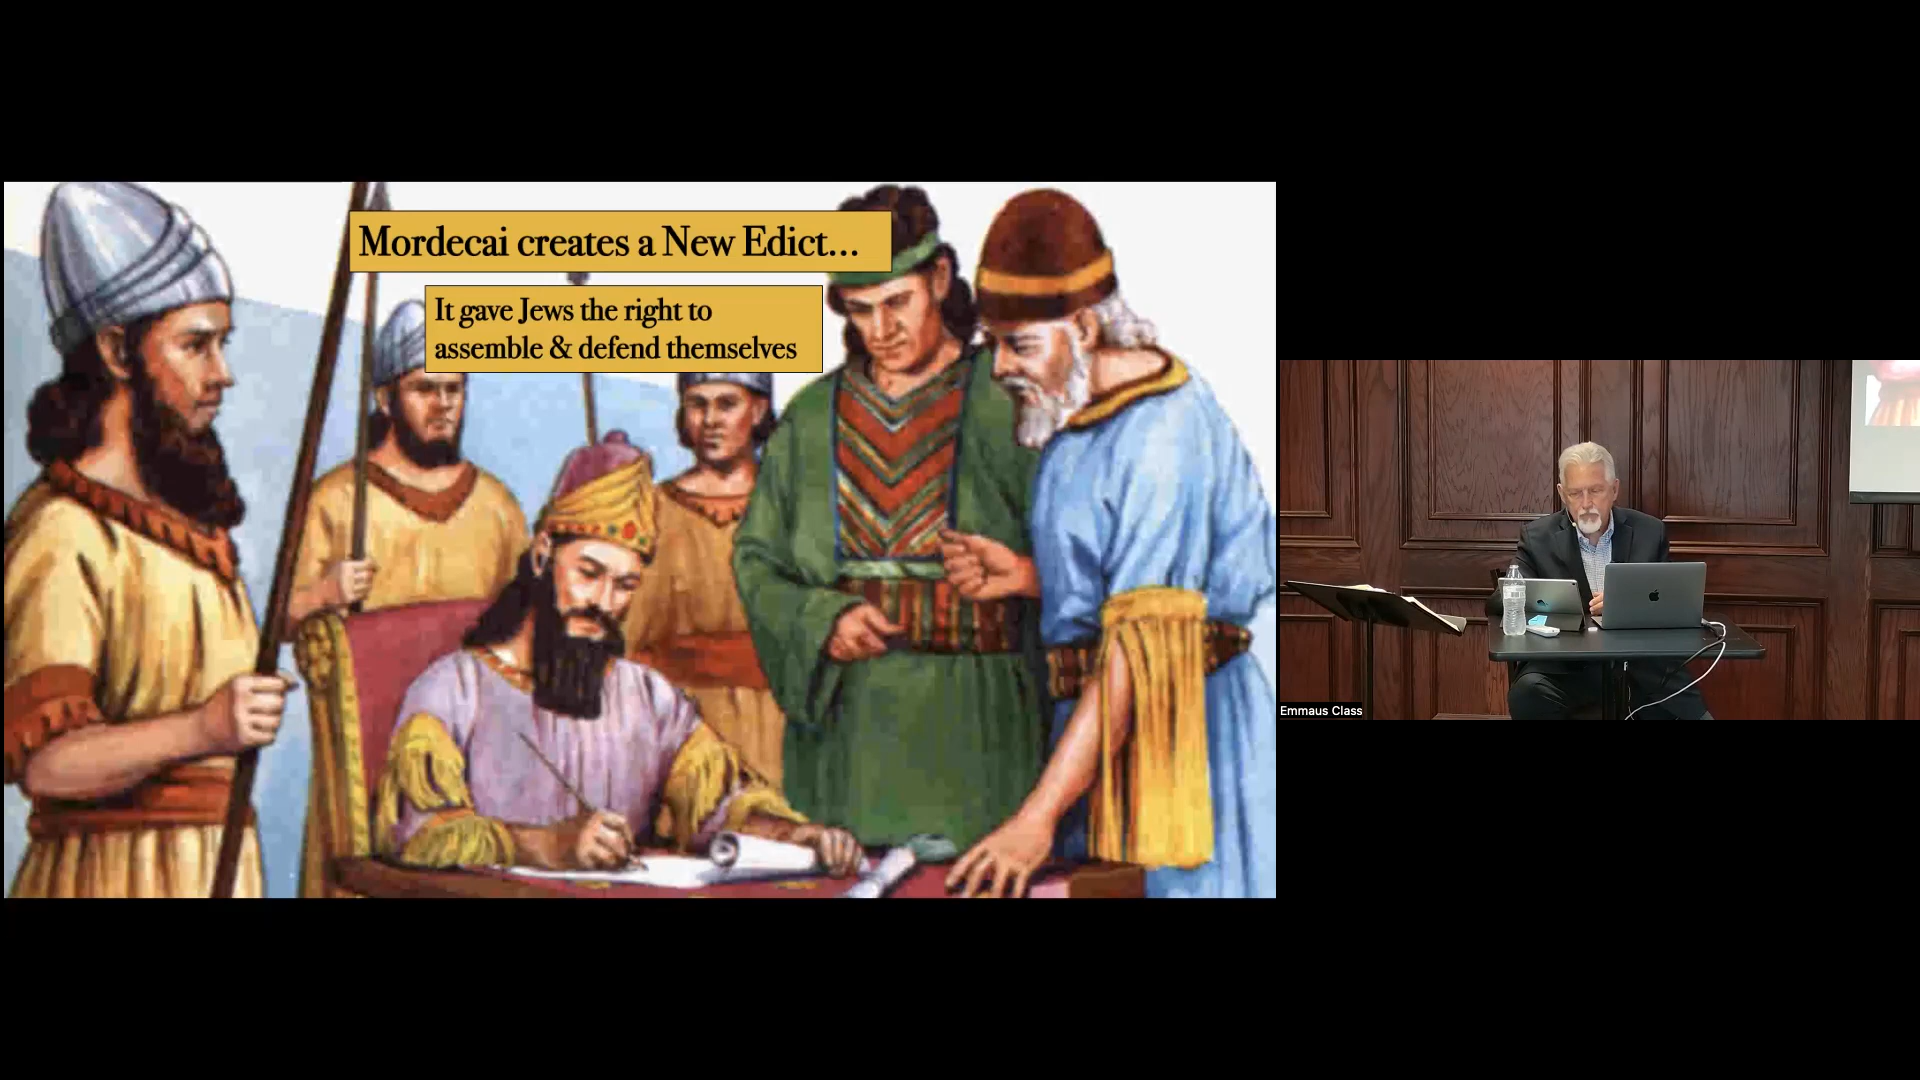 Mordecai creates a New Edict...
It gave Jews the right to
assemble & defend themselves
Emmaus Class